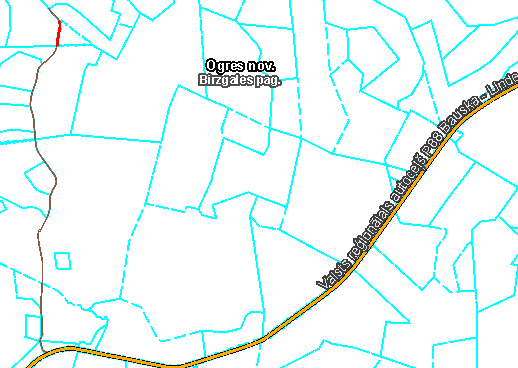 Ogres nov.
Birzgales pag.
Valsts reģionālais autoceļš P88 Bauska - Linde